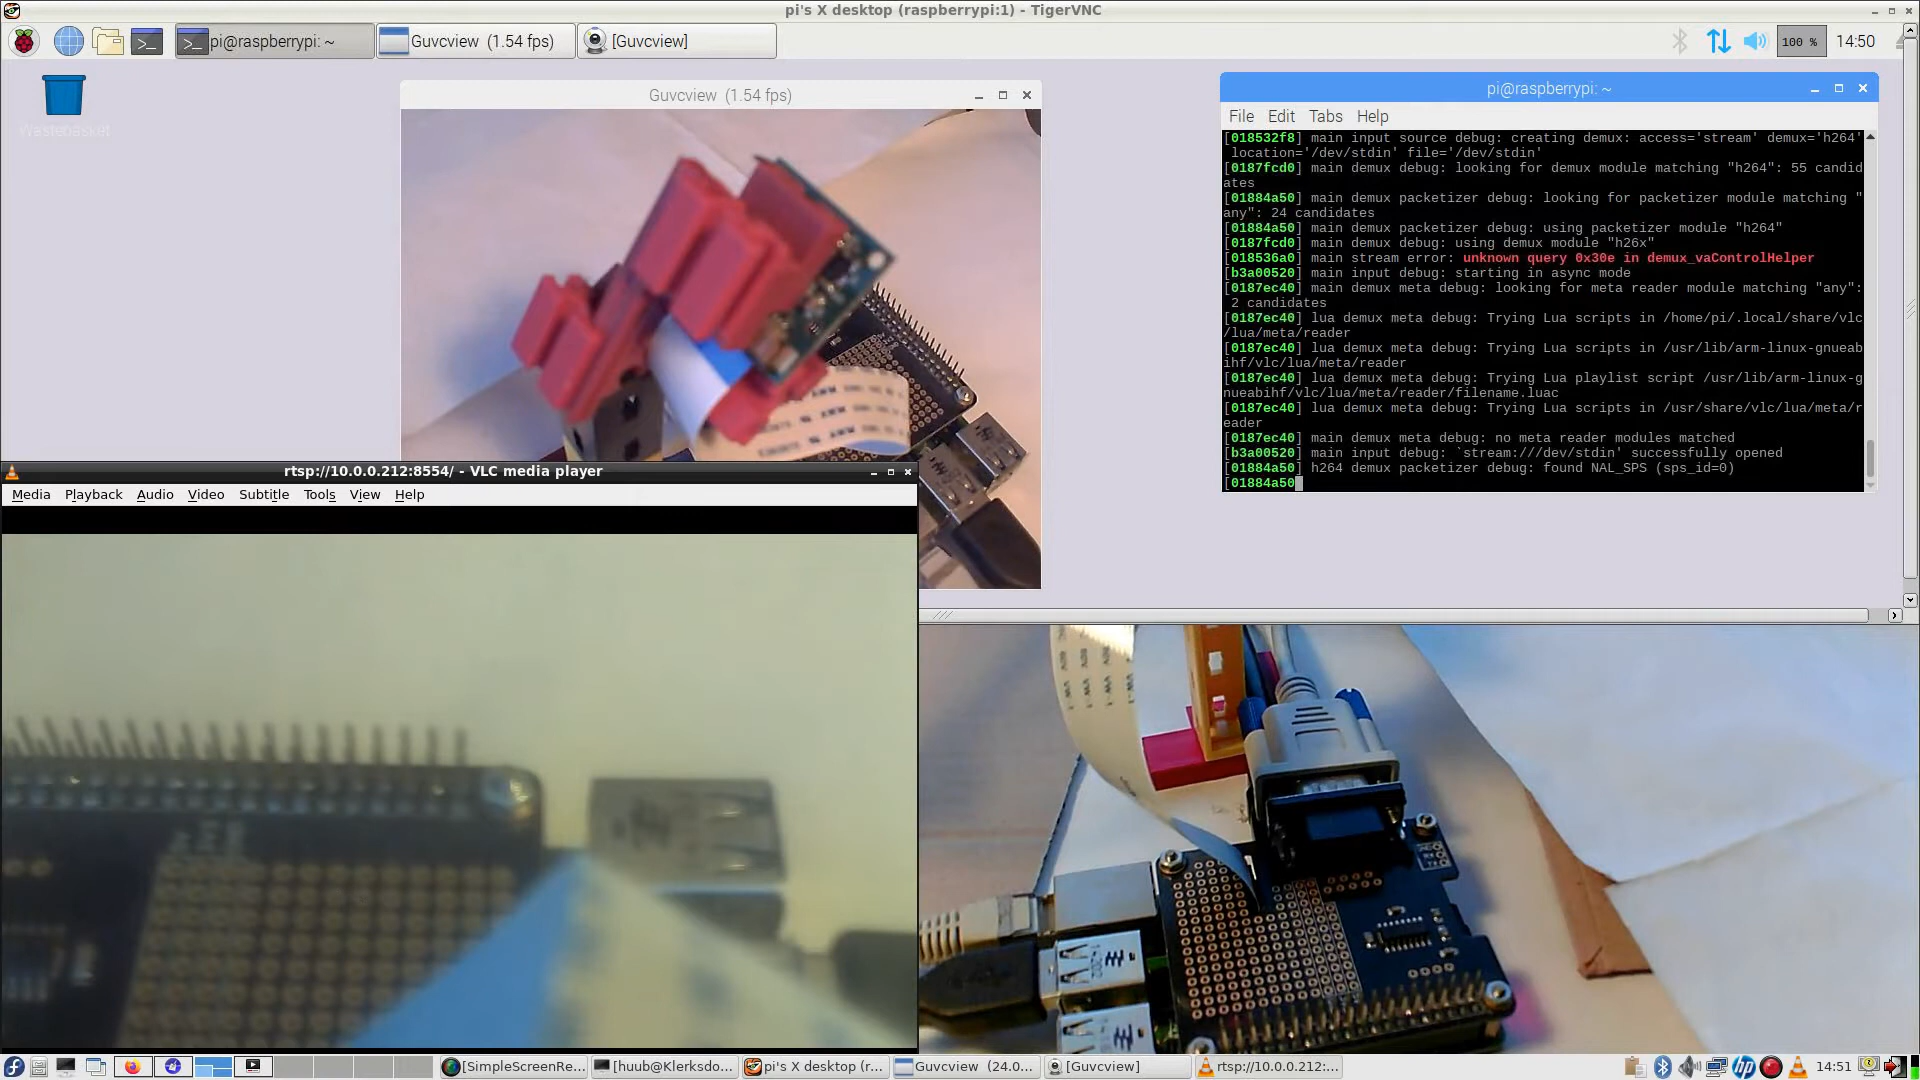 pi's X desktop (raspberrypi:1) - TigerVNC
pi@raspberrypi: ~
Guvcview (1.54 fps)
[Guvcview]
100 %
14:50
Wastebasket
Guvcview (1.54 fps)
pi@raspberrypi: ~
File Edit Tabs Help
[018532f8] main input source debug: creating demux: access='stream' demux='h264'
location='/dev/stdin' file='/dev/stdin'
[0187fcd0] main demux debug: looking for demux module matching "h264": 55 candid
ates
[01884a50] main demux packetizer debug: looking for packetizer module matching "
any": 24 candidates
[01884a50] main demux packetizer debug: using packetizer module "h264"
[0187fcd0] main demux debug: using demux module "h26x"
[018536a0] main stream error: unknown query 0x30e in demux_vaControlHelper
[b3a00520] main input debug: starting in async mode
[0187ec40] main demux meta debug: looking for meta reader module matching "any":
2 candidates
[0187ec40] lua demux meta debug: Trying Lua scripts in /home/pi/.local/share/vlc
/lua/meta/reader
[0187ec40] lua demux meta debug: Trying Lua scripts in /usr/lib/arm-linux-gnueab
ihf/vlc/lua/meta/reader
[0187ec40] lua demux meta debug: Trying Lua playlist script /usr/lib/arm-linux-g
nueabihf/vlc/lua/meta/reader/filename.luac
[0187ec40] lua demux meta debug: Trying Lua scripts in /usr/share/vlc/lua/meta/r
eader
[0187ec40] main demux meta debug: no meta reader modules matched
[b3a00520] main input debug: `stream:///dev/stdin' successfully opened
[01884a50] h264 demux packetizer debug: found NAL_SPS (sps_id=0)
[01884a50
rtsp://10.0.0.212:8554/ - VLC media player
Media Playback Audio Video Subtitle Tools View Help
[SimpleScreenRe...
[huub@Klerksdo...
pi's X desktop (r...
Guvcview (24.0...
[Guvcview]
rtsp://10.0.0.212:...
hp
14:51